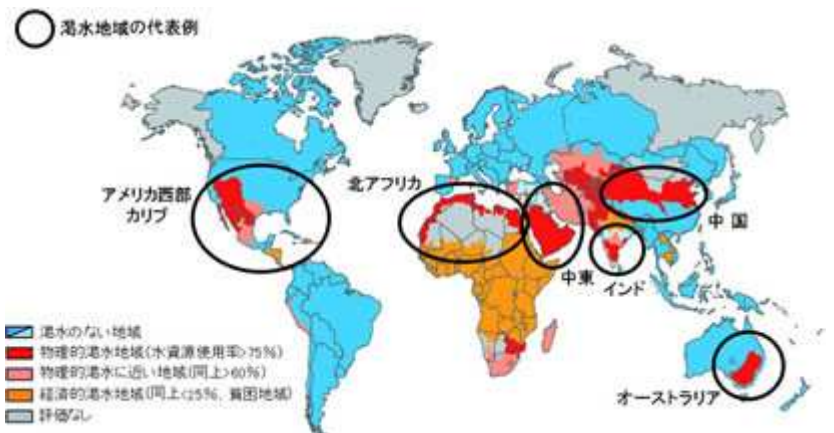 渇水地域の代表例
アメリカ西部
カリブ
北アフリカ
中東
インド
中国
オーストラリア
渇水のない地域
物理的渇水地域(水資源使用率>75%)
物理的渇水に近い地域(同上>60%)
経済的渇水地域(同上<25%、貧困地域)
評価なし